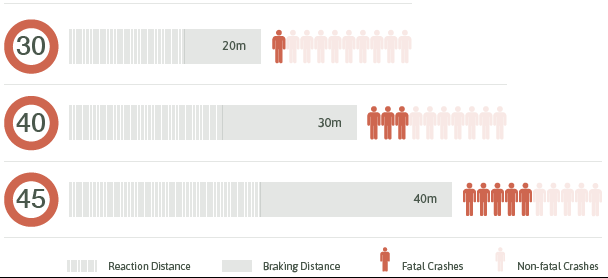 30 20m
40 30m
45 40m
Reaction Distance Braking Distance Fatal Crashes Non-fatal Crashes